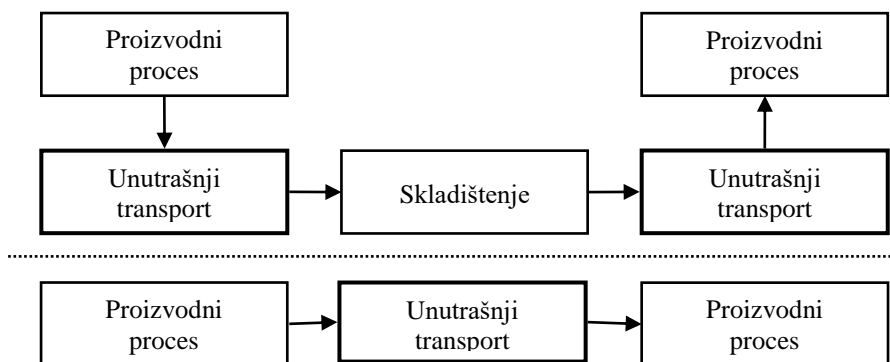 Proizvodni
proces
Proizvodni
proces
Unutrašnji
transport
Skladištenje
Unutrašnji
transport
Proizvodni
proces
Unutrašnji
transport
Proizvodni
proces